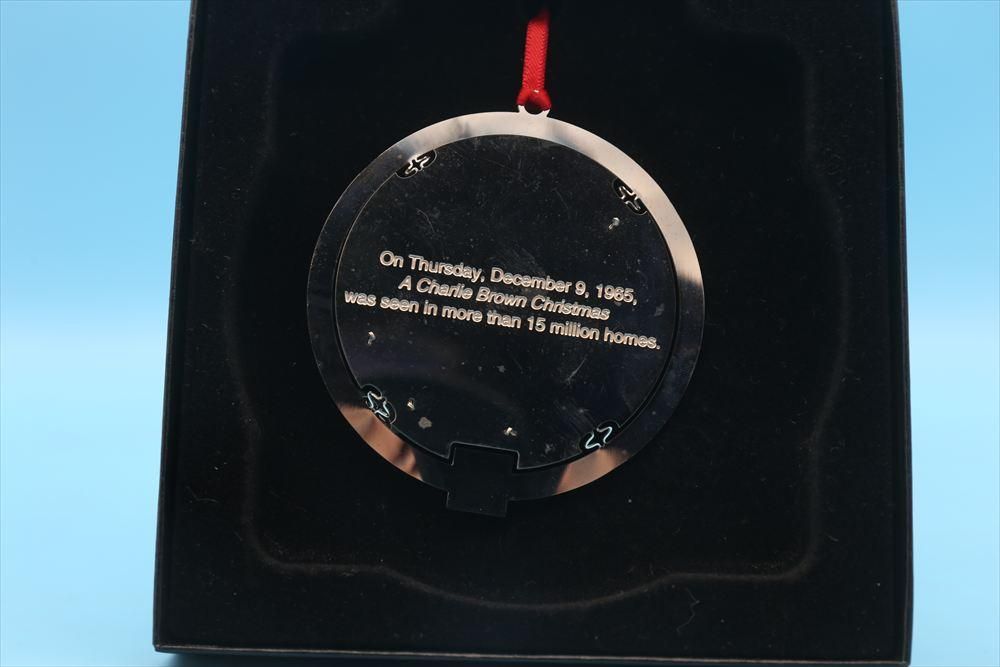 On Thursday, December 9, 1965,
A Charlie Brown Christmas
was seen in more than 15 million homes.